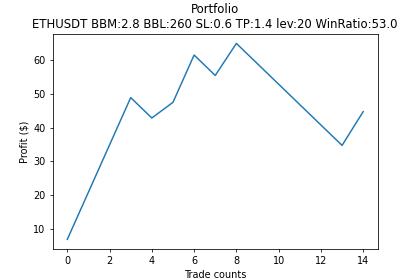 Portfolio
ETHUSDT BBM:2.8 BBL:260 SL:0.6 TP:1.4 lev:20 WinRatio:53.0
60
50
40
30
20
10
Profit ($)
0 2 4 6 8 10 12 14
Trade counts